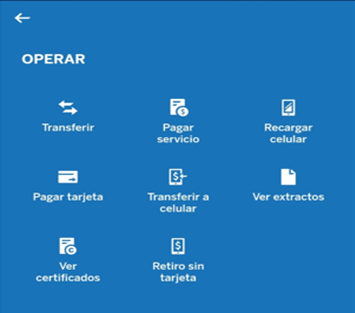 OPERAR
Transferir
Pagar
servicio
Recargar
celular
Pagar tarjeta
Transferir a
celular
Ver extractos
Ver
certificados
Retiro sin
tarjeta